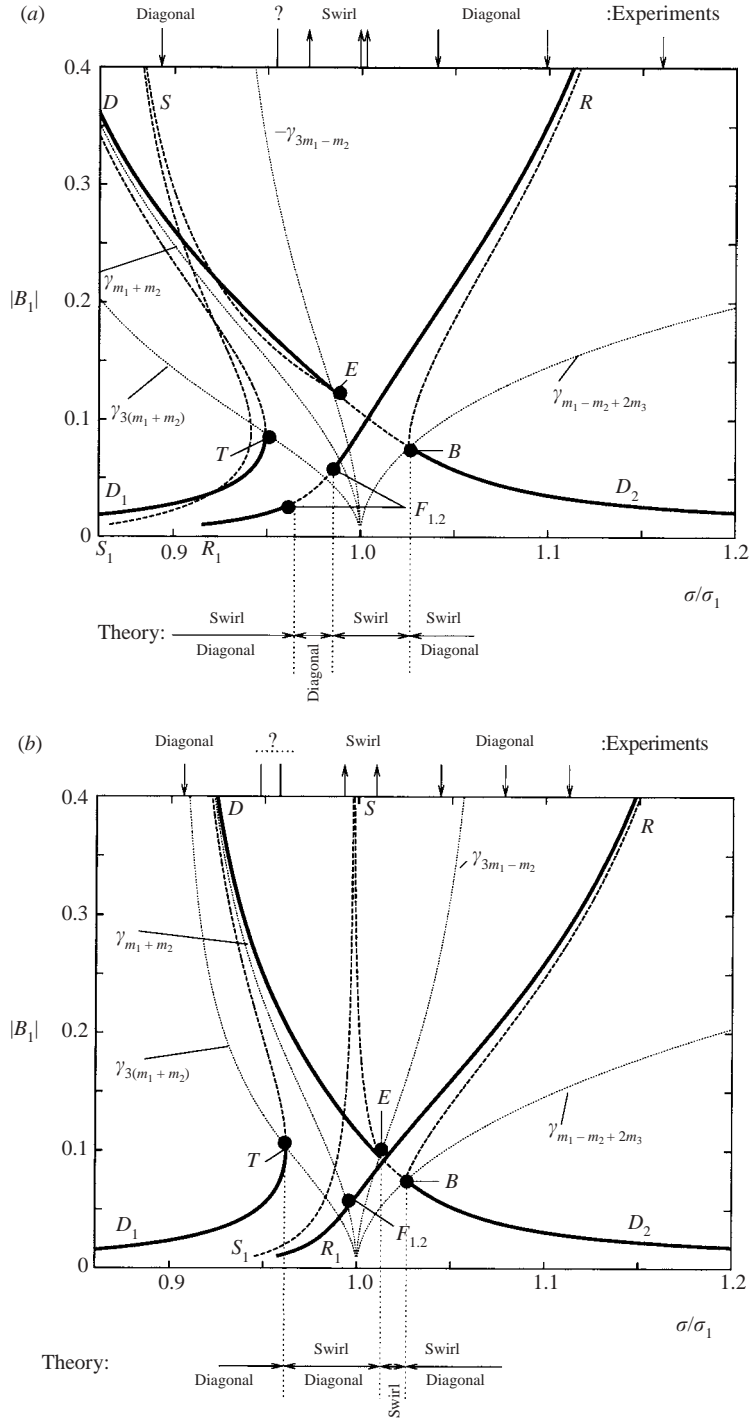 (a) Diagonal ? Swirl Diagonal :Experiments
0.4
D S R
−γ3m1 − m2
0.3
γm1 + m2
|B1| 0.2
E
γ3(m1 + m2)
γm1 − m2 + 2m3
0.1
T B
D1 F1.2 D2
0
S1 0.9 R1 1.0 1.1 1.2
σ/σ1
Swirl Swirl Swirl
Theory:
Diagonal Diagonal Diagonal
(b) Diagonal ? Swirl Diagonal :Experiments
0.4
D S R
γ3m1 − m2
0.3
γm1 + m2
|B1| 0.2
γ3(m1 + m2)
E
γm1 − m2 + 2m3
0.1
T B
F1.2
D1 S1 R1 D2
0
0.9 1.0 1.1 1.2
σ/σ1
Swirl Swirl
Theory:
Diagonal Diagonal Swirl Diagonal